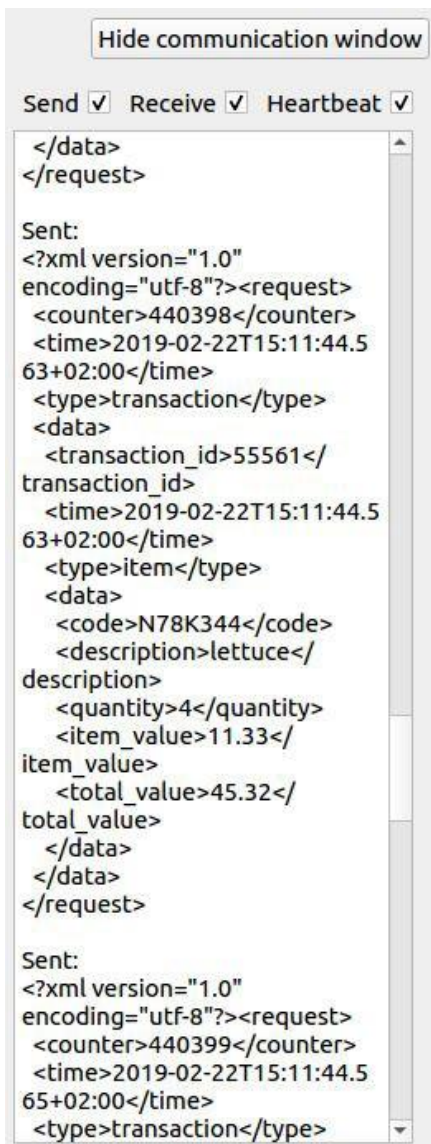 Hide communication window
Send Receive Heartbeat
</data>
</request>
Sent:
<?xml version="1.0"
encoding="utf-8"?><request>
<counter>440398</counter>
<time>2019-02-22T15:11:44.5
63+02:00</time>
<type>transaction</type>
<data>
<transaction_id>55561</
transaction_id>
<time>2019-02-22T15:11:44.5
63+02:00</time>
<type>item</type>
<data>
<code>N78K344</code>
<description>lettuce</
description>
<quantity>4</quantity>
<item_value>11.33</
item_value>
<total_value>45.32</
total_value>
</data>
</data>
</request>
Sent:
<?xml version="1.0"
encoding="utf-8"?><request>
<counter>440399</counter>
<time>2019-02-22T15:11:44.5
65+02:00</time>
<type>transaction</type>